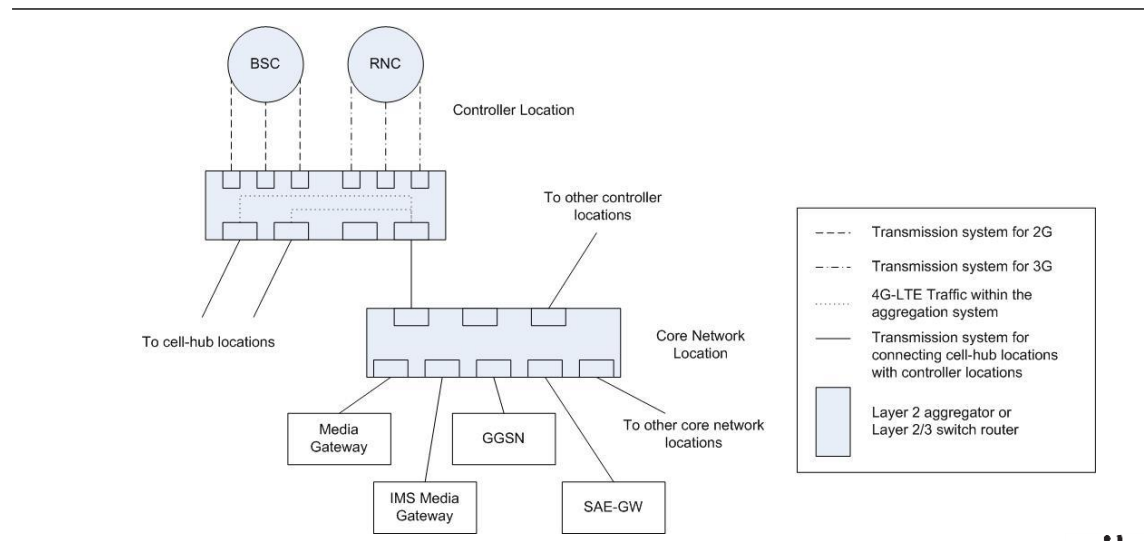 BSC
RNC
Controller Location
To other controller
locations
To cell-hub locations
Core Network
Location
Media
Gateway
GGSN
To other core network
locations
IMS Media
Gateway
SAE-GW
Transmission system for 2G
Transmission system for 3G
4G-LTE Traffic within the
aggregation system
Transmission system for
connecting cell-hub locations
with controller locations
Layer 2 aggregator or
Layer 2/3 switch router